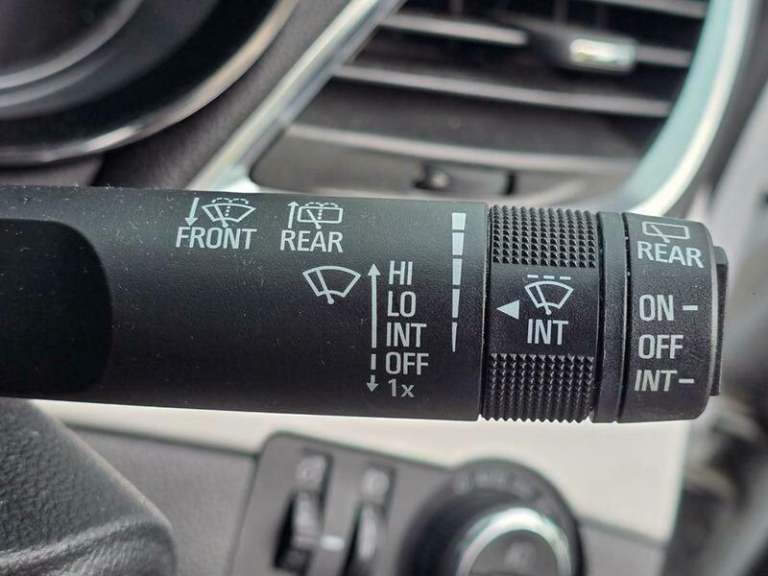 FRONT
REAR
HI
LO
INT
OFF
1x
INT
REAR
ON
OFF
INT